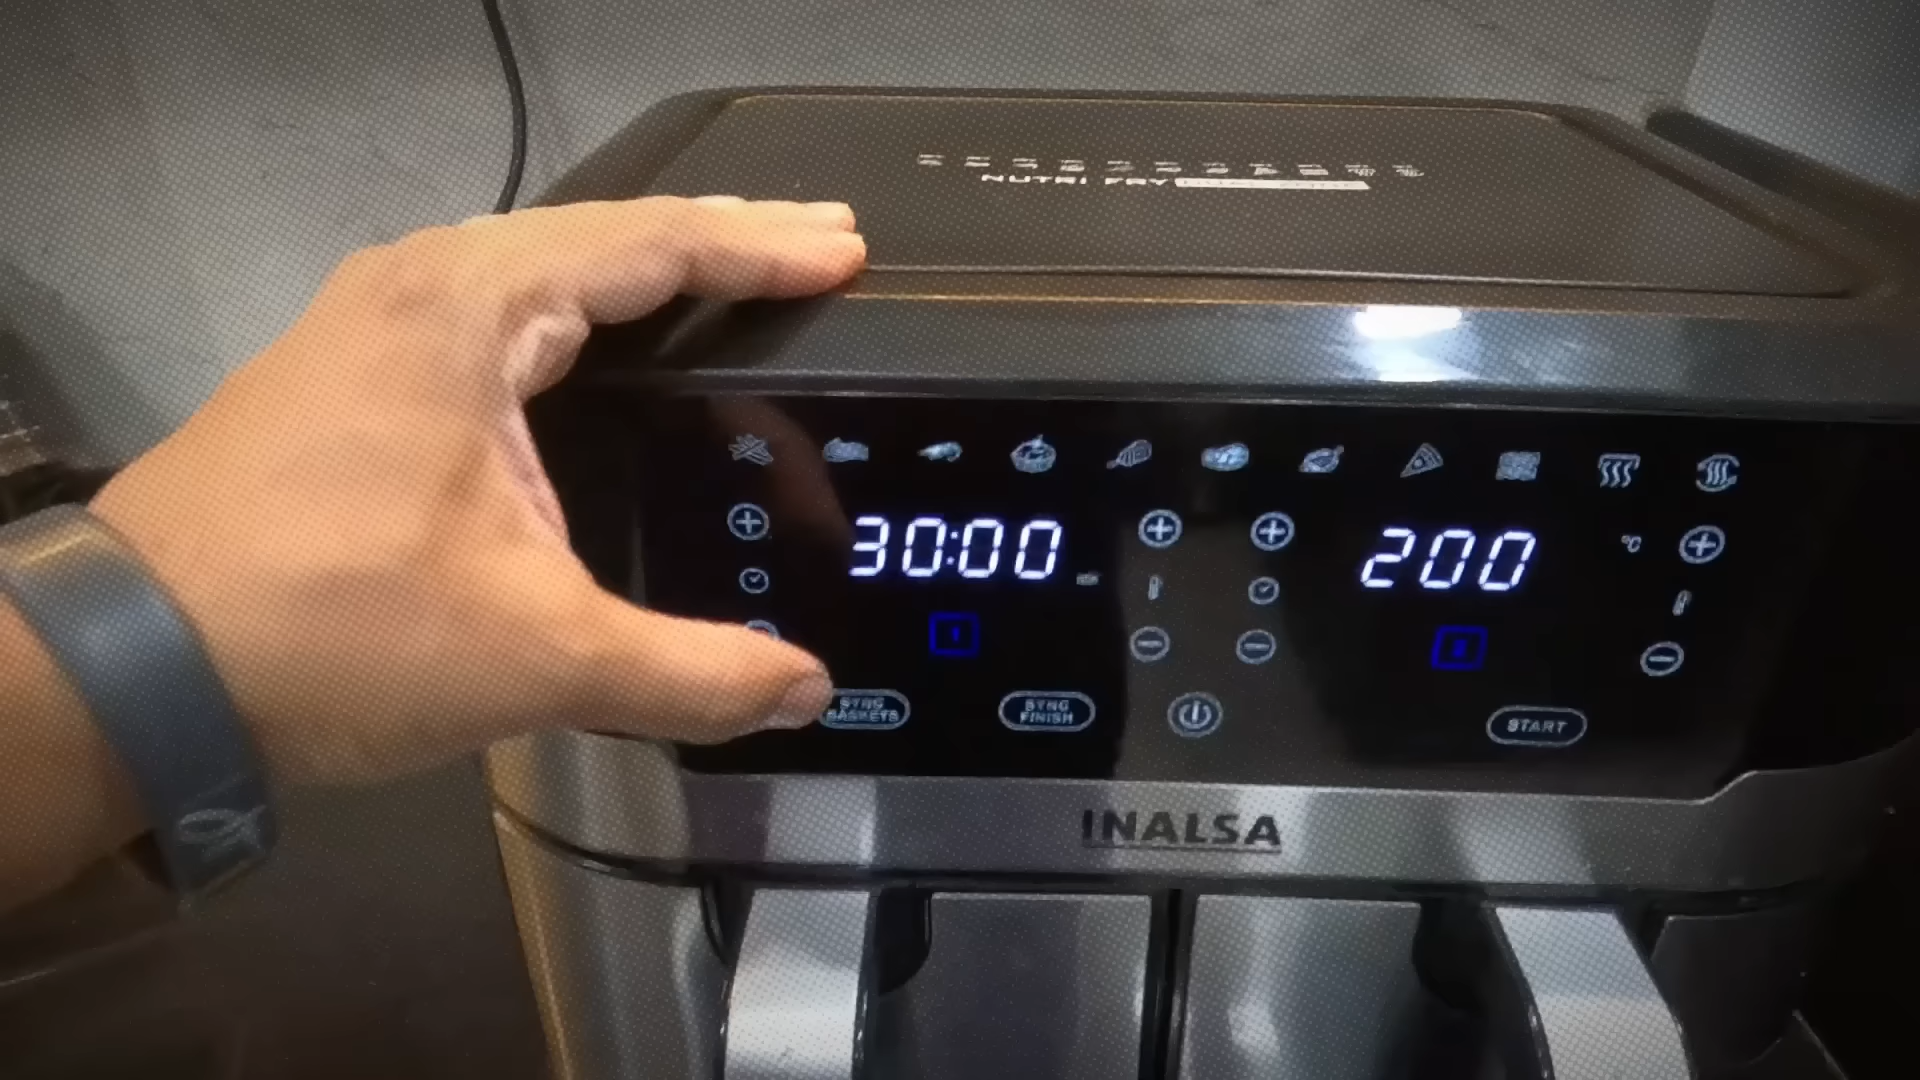 NUTRI FRY
30:00
200 °C
SYNC BASKETS
SYNC FINISH
START
INALSA